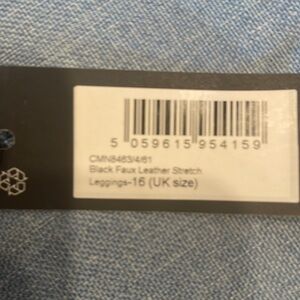 5 059615 954159
CMN8463/4/61
Black Faux Leather Stretch
Leggings-16 (UK size)